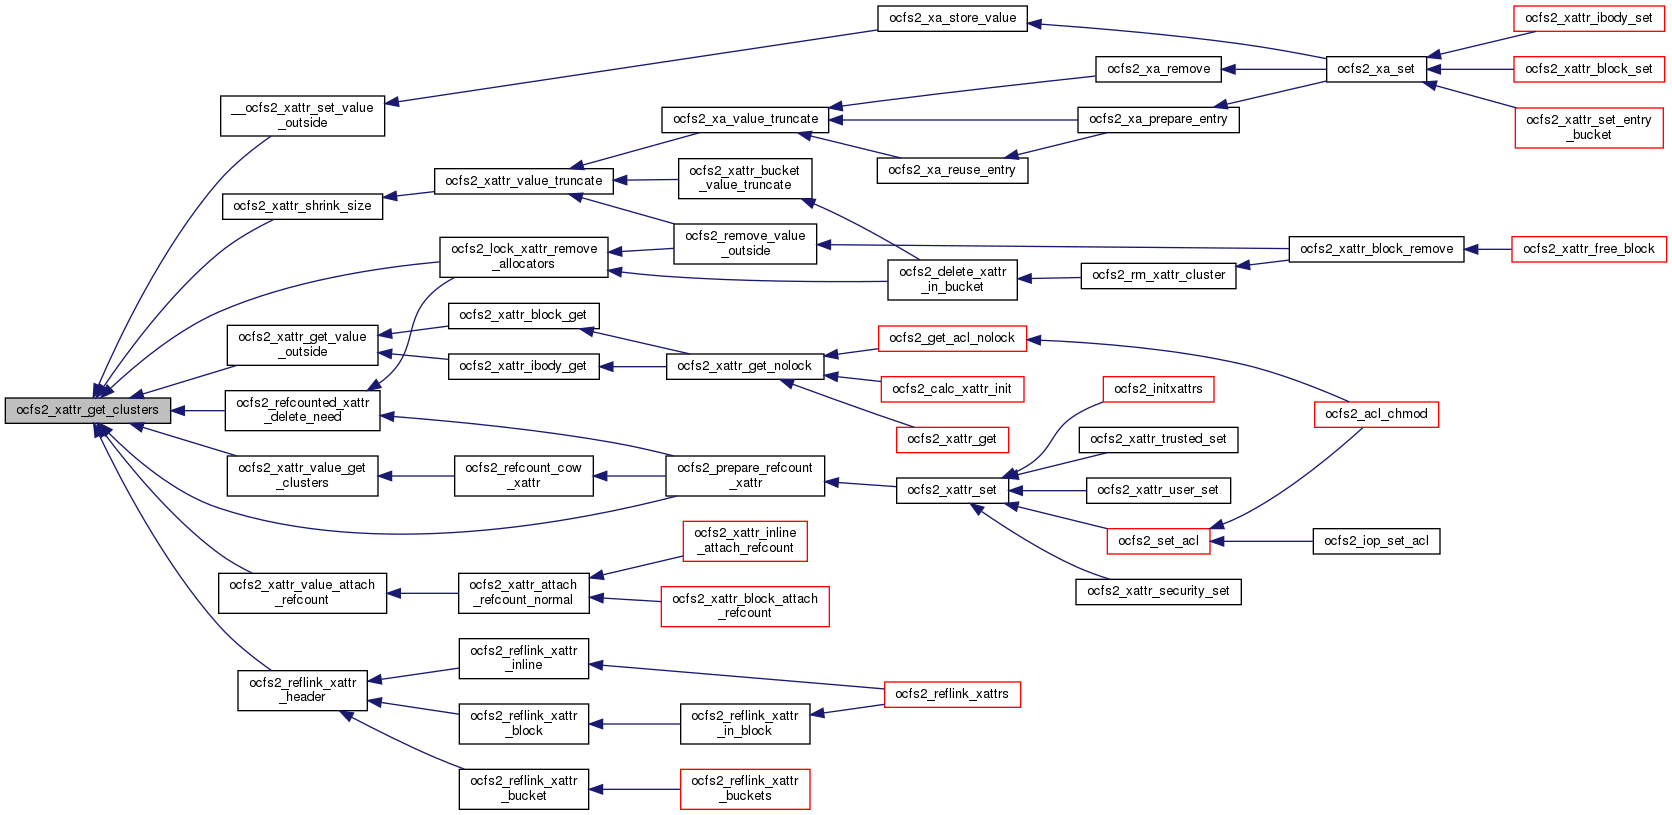 ocfs2_xa_store_value
ocfs2_xattr_ibody_set
ocfs2_xa_remove
ocfs2_xa_set
ocfs2_xattr_block_set
__ocfs2_xattr_set_value
_outside
ocfs2_xa_value_truncate
ocfs2_xa_prepare_entry
ocfs2_xattr_set_entry
_bucket
ocfs2_xattr_value_truncate
ocfs2_xattr_bucket
_value_truncate
ocfs2_xa_reuse_entry
ocfs2_xattr_shrink_size
ocfs2_lock_xattr_remove
_allocators
ocfs2_remove_value
_outside
ocfs2_xattr_block_remove
ocfs2_xattr_free_block
ocfs2_delete_xattr
_in_bucket
ocfs2_rm_xattr_cluster
ocfs2_xattr_get_value
_outside
ocfs2_xattr_block_get
ocfs2_get_acl_nolock
ocfs2_xattr_ibody_get
ocfs2_xattr_get_nolock
ocfs2_calc_xattr_init
ocfs2_initxattrs
ocfs2_xattr_get_clusters
ocfs2_refcounted_xattr
_delete_need
ocfs2_acl_chmod
ocfs2_xattr_get
ocfs2_xattr_trusted_set
ocfs2_xattr_value_get
_clusters
ocfs2_refcount_cow
_xattr
ocfs2_prepare_refcount
_xattr
ocfs2_xattr_set
ocfs2_xattr_user_set
ocfs2_xattr_inline
_attach_refcount
ocfs2_set_acl
ocfs2_iop_set_acl
ocfs2_xattr_value_attach
_refcount
ocfs2_xattr_attach
_refcount_normal
ocfs2_xattr_block_attach
_refcount
ocfs2_xattr_security_set
ocfs2_reflink_xattr
_header
ocfs2_reflink_xattr
_inline
ocfs2_reflink_xattrs
ocfs2_reflink_xattr
_block
ocfs2_reflink_xattr
_in_block
ocfs2_reflink_xattr
_bucket
ocfs2_reflink_xattr
_buckets